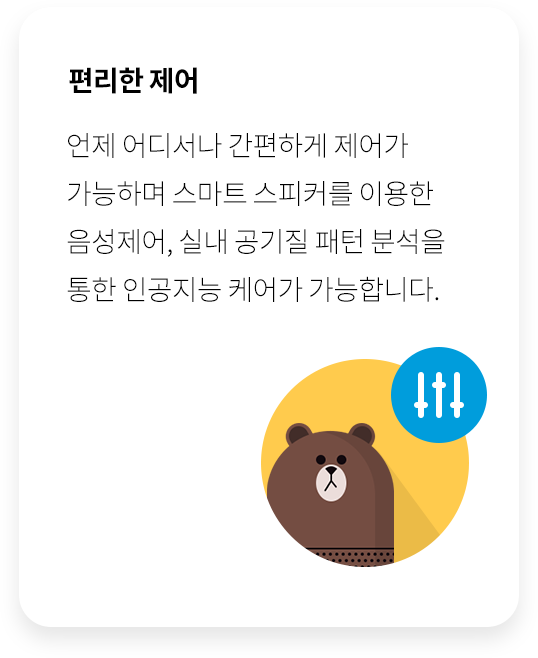 편리한 제어
언제 어디서나 간편하게 제어가
가능하며 스마트 스피커를 이용한
음성제어, 실내 공기질 패턴 분석을
통한 인공지능 케어가 가능합니다.